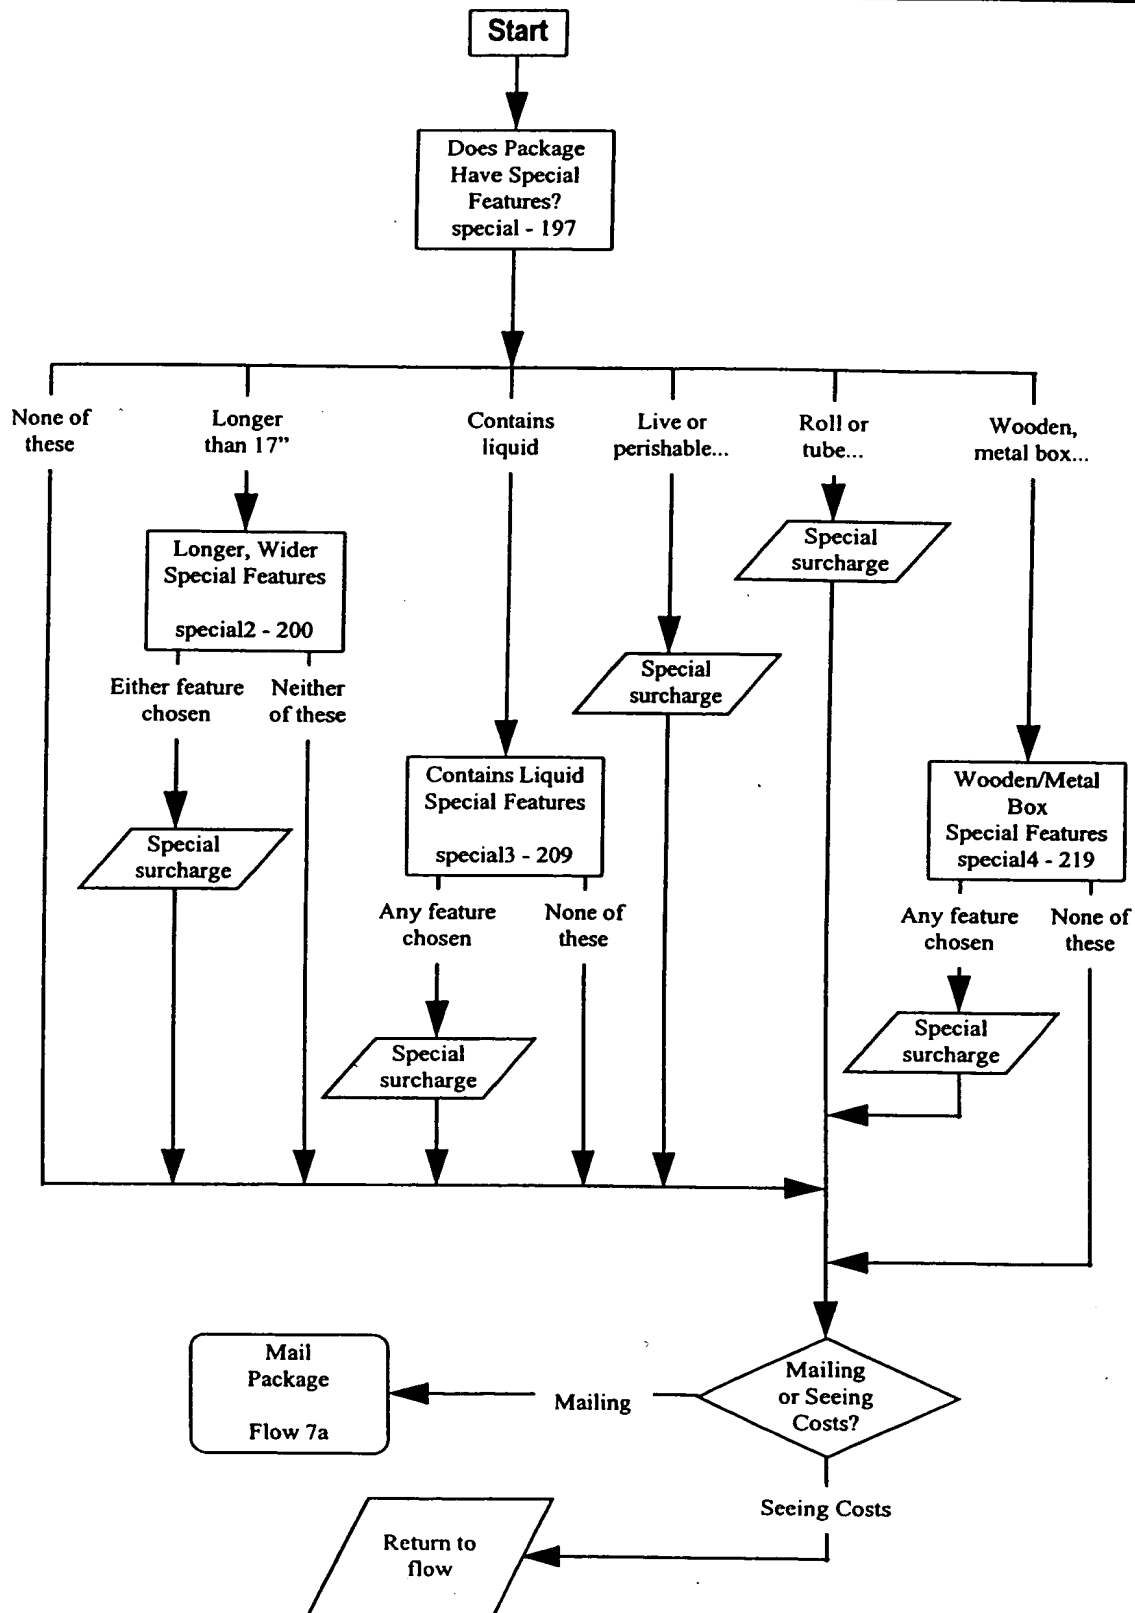 Start
Does Package
Have Special
Features?
special - 197
None of
these
Longer
than 17”
Contains
liquid
Live or
perishable...
Roll or
tube...
Wooden,
metal box...
Longer, Wider
Special Features
special2 - 200
Either feature
chosen
Neither
of these
Special
surcharge
Contains Liquid
Special Features
special3 - 209
Any feature
chosen
None of
these
Special
surcharge
Special
surcharge
Special
surcharge
Wooden/Metal
Box
Special Features
special4 - 219
Any feature
chosen
None of
these
Special
surcharge
Mailing
or Seeing
Costs?
Mailing
Mail
Package
Flow 7a
Seeing Costs
Return to
flow